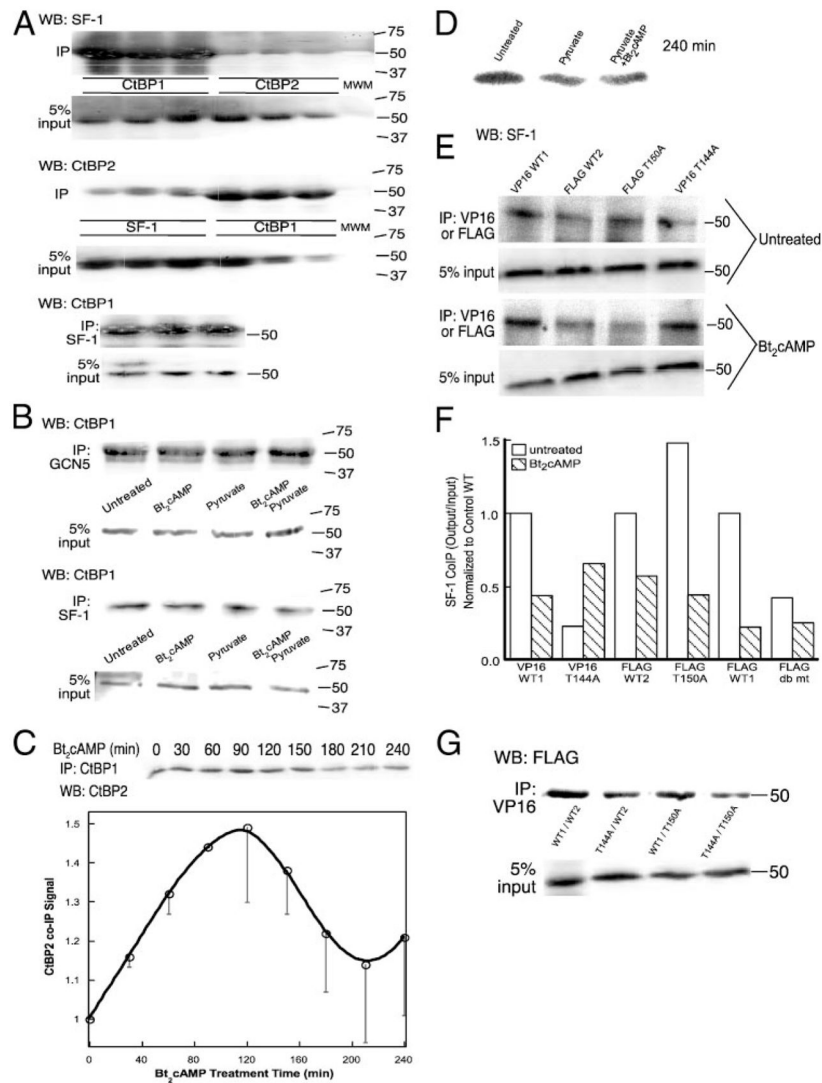 A
WB: SF-1
IP
75
50
37
CtBP1 CtBP2 MWM
5% input
75
50
37
WB: CtBP2
IP
75
50
37
SF-1 CtBP1 MWM
5% input
75
50
37
WB: CtBP1
IP: SF-1
50
5% input
50
B
WB: CtBP1
IP: GCN5
75
50
37
Untreated Bt2cAMP Pyruvate Bt2cAMP Pyruvate
5% input
75
50
37
WB: CtBP1
IP: SF-1
75
50
37
Untreated Bt2cAMP Pyruvate Bt2cAMP Pyruvate
5% input
75
50
37
C
Bt2cAMP (min) 0 30 60 90 120 150 180 210 240
IP: CtBP1
WB: CtBP2
CtBP2 co-IP Signal
1.5
1.4
1.3
1.2
1.1
1
0 40 80 120 160 200 240
Bt2cAMP Treatment Time (min)
D
Untreated Pyruvate Pyruvate +Bt2cAMP
240 min
E
WB: SF-1
VP16 WT1 FLAG WT2 FLAG T150A VP16 T144A
IP: VP16 or FLAG
50
5% input
50
Untreated
IP: VP16 or FLAG
50
5% input
50
Bt2cAMP
F
SF-1 CoIP (Output/Input)
Normalized to Control WT
1.5
1.0
0.5
0.0
untreated
Bt2cAMP
VP16 WT1
VP16 T144A
FLAG WT2
FLAG T150A
FLAG WT1
FLAG db mt
G
WB: FLAG
IP: VP16
50
WT1 / WT2 T144A / WT2 WT1 / T150A T144A / T150A
5% input
50